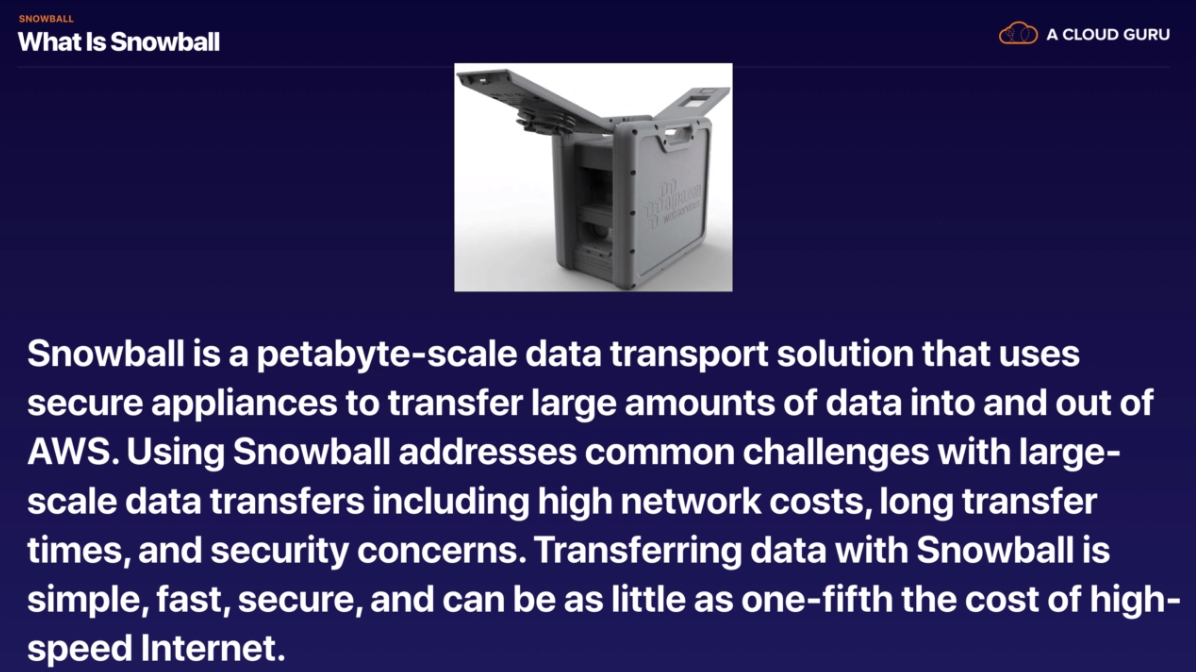 SNOWBALL
What Is Snowball
A CLOUD GURU
Snowball is a petabyte-scale data transport solution that uses
secure appliances to transfer large amounts of data into and out of
AWS. Using Snowball addresses common challenges with large-
scale data transfers including high network costs, long transfer
times, and security concerns. Transferring data with Snowball is
simple, fast, secure, and can be as little as one-fifth the cost of high-
speed Internet.